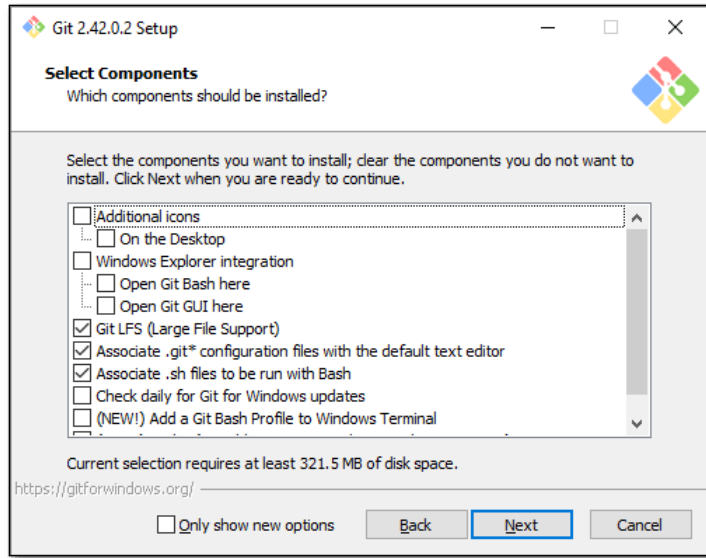 Git 2.42.0.2 Setup
Select Components
Which components should be installed?
Select the components you want to install; clear the components you do not want to
install. Click Next when you are ready to continue.
Additional icons
On the Desktop
Windows Explorer integration
Open Git Bash here
Open Git GUI here
Git LFS (Large File Support)
Associate .git* configuration files with the default text editor
Associate .sh files to be run with Bash
Check daily for Git for Windows updates
(NEW!) Add a Git Bash Profile to Windows Terminal
Current selection requires at least 321.5 MB of disk space.
https://gitforwindows.org/
Only show new options
Back
Next
Cancel